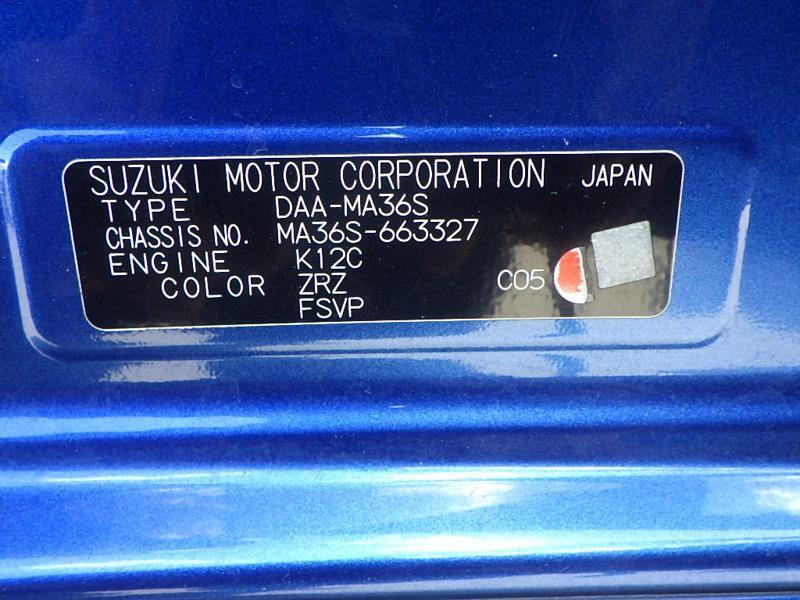 SUZUKI MOTOR CORPORATION JAPAN
TYPE DAA-MA36S
CHASSIS NO. MA36S-663327
ENGINE K12C
COLOR ZRZ C05
FSVP